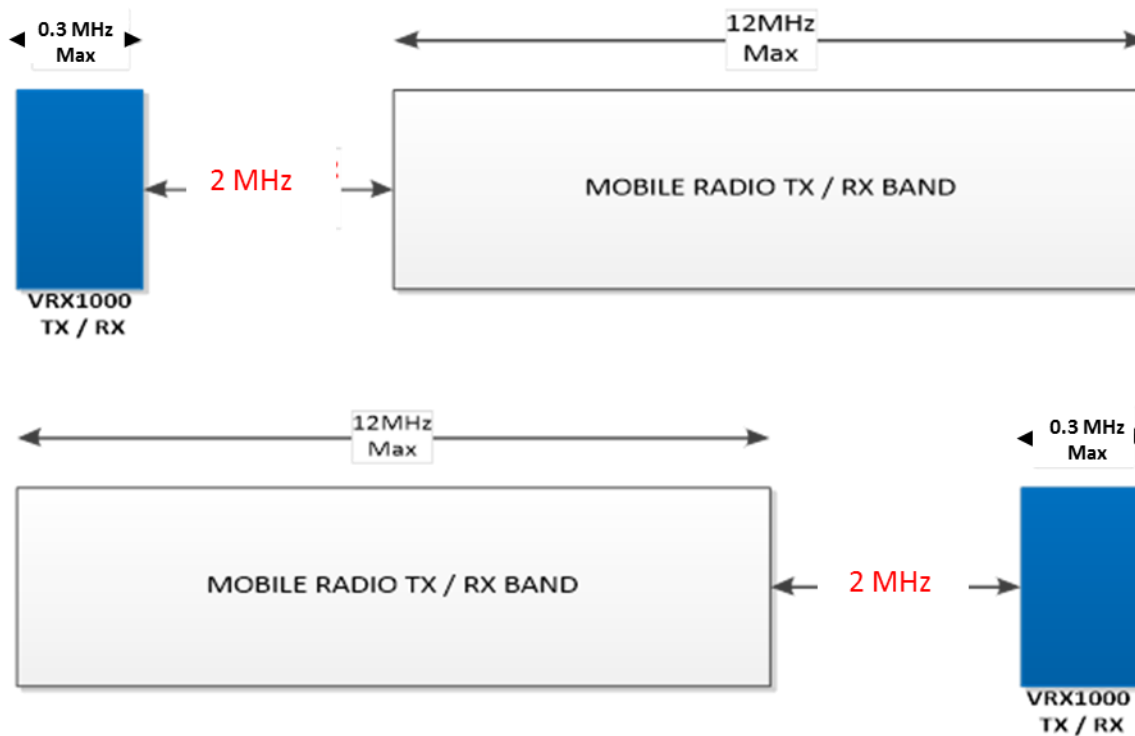 0.3 MHz
Max
12MHz
Max
2 MHz
MOBILE RADIO TX / RX BAND
VRX1000
TX / RX
12MHz
Max
0.3 MHz
Max
MOBILE RADIO TX / RX BAND
2 MHz
VRX1000
TX / RX